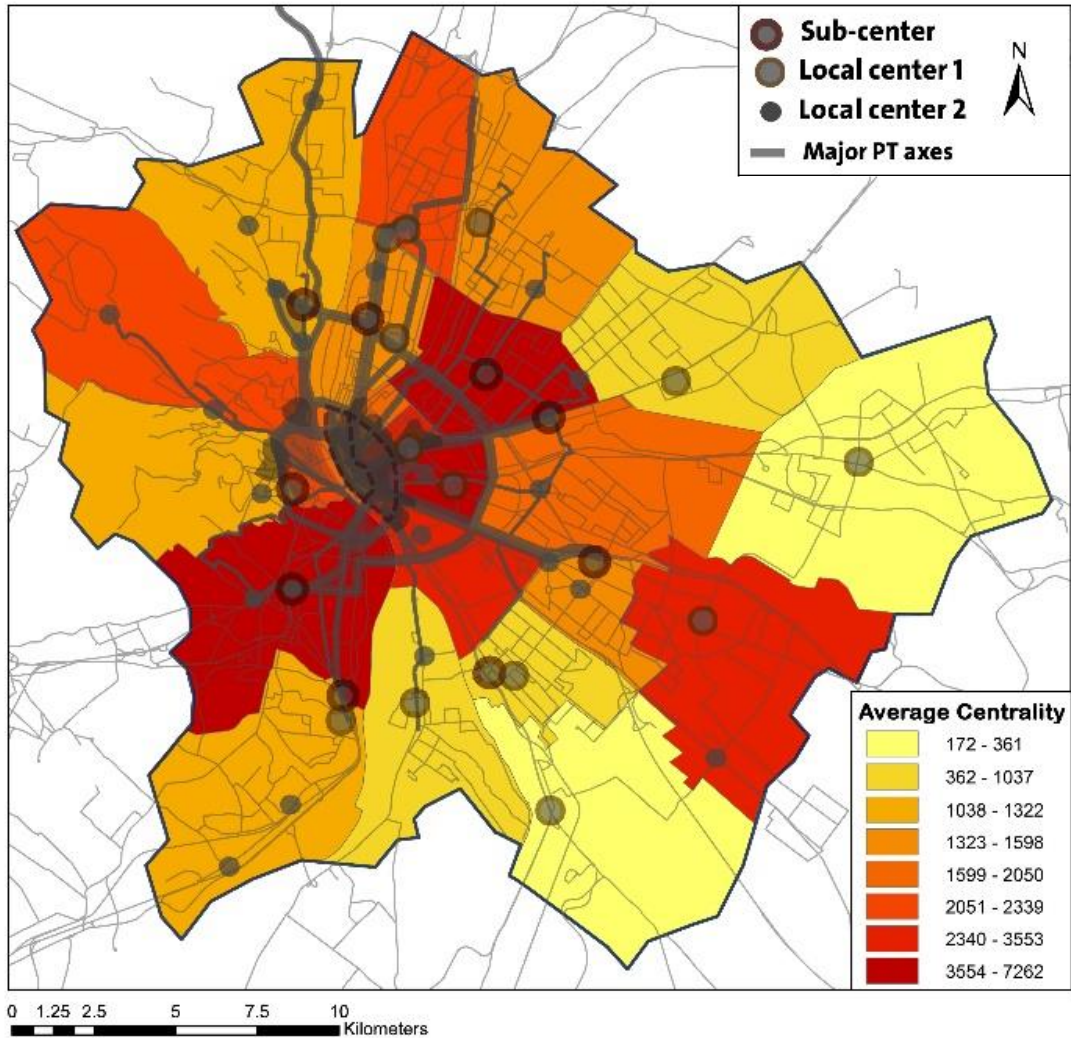 Sub-center
Local center 1
Local center 2
Major PT axes
N
Average Centrality
172 - 361
362 - 1037
1038 - 1322
1323 - 1598
1599 - 2050
2051 - 2339
2340 - 3553
3554 - 7262
0 1.25 2.5 5 7.5 10
Kilometers